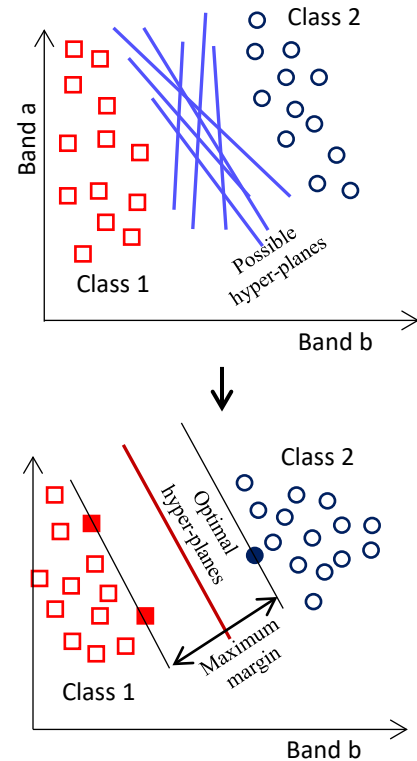 Class 2
Band a
Possible
hyper-planes
Class 1
Band b
Class 2
Optimal
hyper-planes
Maximum
margin
Class 1
Band b